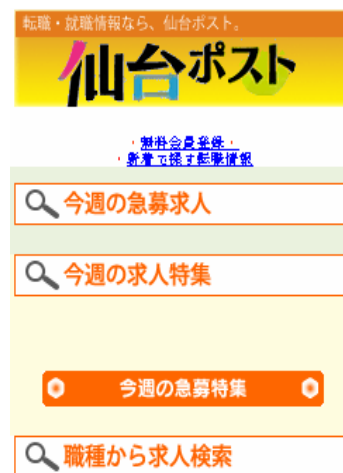 転職・就職情報なら、仙台ポスト。
仙台ポスト
・無料会員登録・
・新着で探す転職情報
今週の急募求人
今週の求人特集
今週の急募特集
職種から求人検索